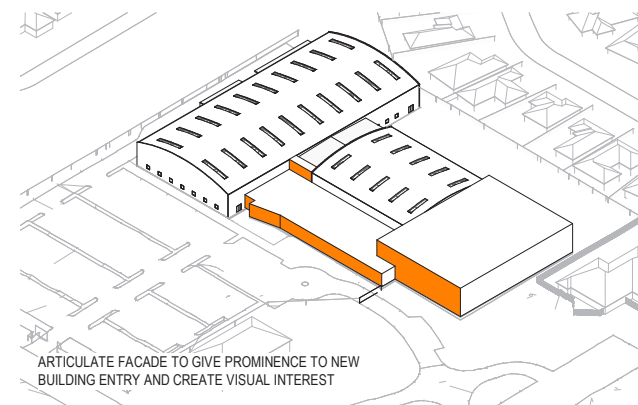 ARTICULATE FACADE TO GIVE PROMINENCE TO NEW
BUILDING ENTRY AND CREATE VISUAL INTEREST